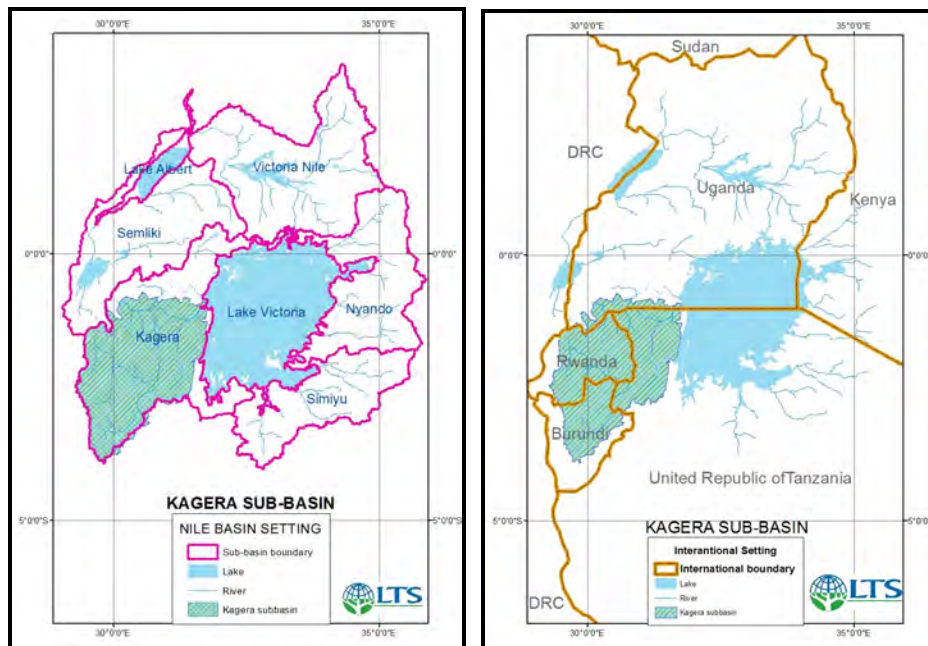 30°0'0"E 35°0'0"E
Lake Albert
Victoria Nile
Semliki
0°0'0" 0°0'0"
Lake Victoria
Nyando
Kagera
Simiyu
KAGERA SUB-BASIN
NILE BASIN SETTING
5°0'0"S 5°0'0"S
Sub-basin boundary
Lake
River
Kagera subbasin
LTS
30°0'0"E 35°0'0"E
30°0'0"E 35°0'0"E
Sudan
DRC
Uganda
Kenya
0°0'0" 0°0'0"
Rwanda
Burundi
United Republic ofTanzania
5°0'0"S 5°0'0"S
KAGERA SUB-BASIN
Interantional Setting
International boundary
Lake
River
Kagera subbasin
LTS
DRC
30°0'0"E 35°0'0"E